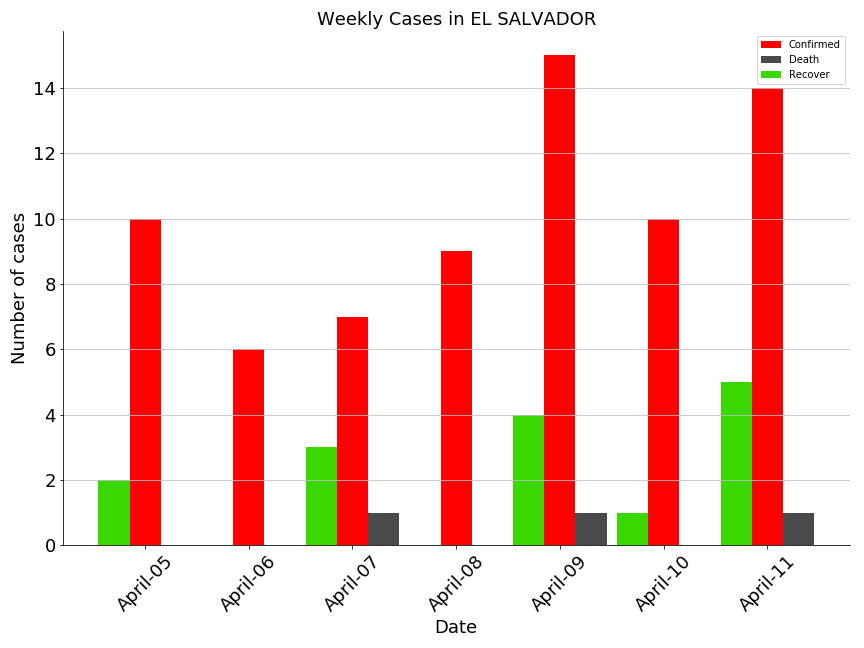 Weekly Cases in EL SALVADOR
Confirmed
Death
Recover
Number of cases
14
12
10
8
6
4
2
0
April-05
April-06
April-07
April-08
April-09
April-10
April-11
Date